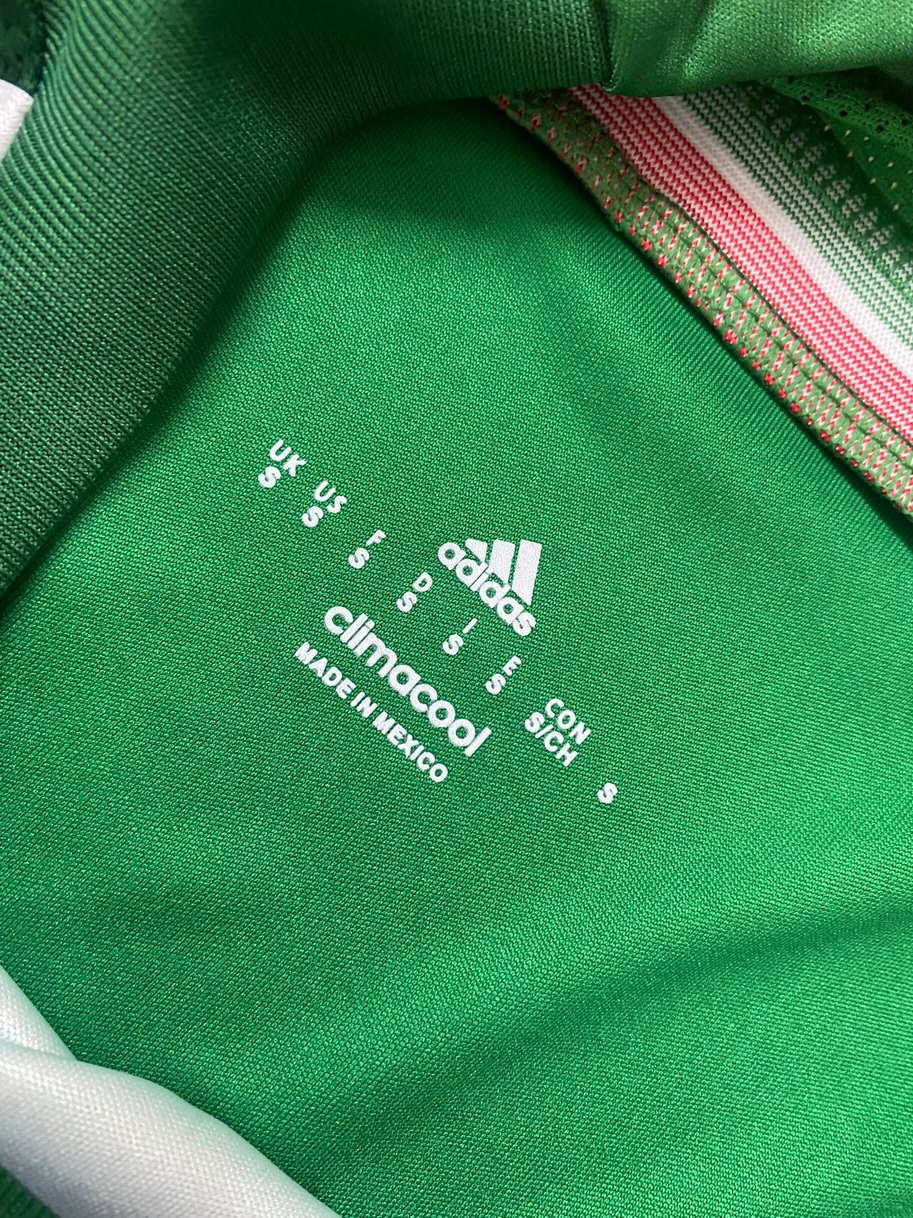 adidas
UK US F D I E CON
S S S S S S S/CH S
climacool
MADE IN MEXICO